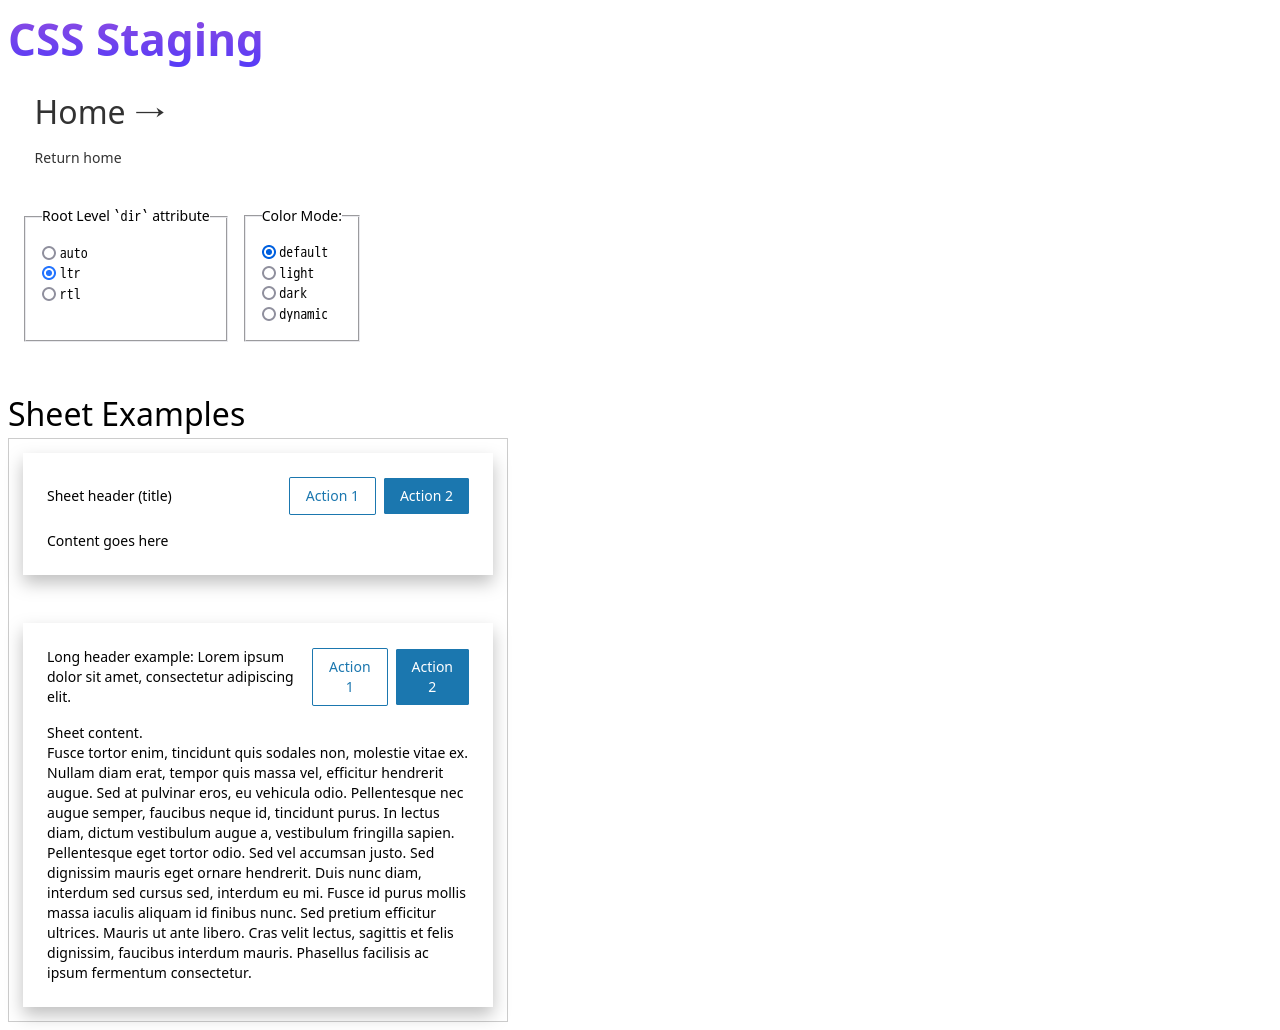 CSS Staging
Home →
Return home
Root Level `dir` attribute
auto
ltr
rtl
Color Mode:
default
light
dark
dynamic
Sheet Examples
Sheet header (title)
Action 1
Action 2
Content goes here
Long header example: Lorem ipsum
dolor sit amet, consectetur adipiscing
elit.
Action
1
Action
2
Sheet content.
Fusce tortor enim, tincidunt quis sodales non, molestie vitae ex.
Nullam diam erat, tempor quis massa vel, efficitur hendrerit
augue. Sed at pulvinar eros, eu vehicula odio. Pellentesque nec
augue semper, faucibus neque id, tincidunt purus. In lectus
diam, dictum vestibulum augue a, vestibulum fringilla sapien.
Pellentesque eget tortor odio. Sed vel accumsan justo. Sed
dignissim mauris eget ornare hendrerit. Duis nunc diam,
interdum sed cursus sed, interdum eu mi. Fusce id purus mollis
massa iaculis aliquam id finibus nunc. Sed pretium efficitur
ultrices. Mauris ut ante libero. Cras velit lectus, sagittis et felis
dignissim, faucibus interdum mauris. Phasellus facilisis ac
ipsum fermentum consectetur.